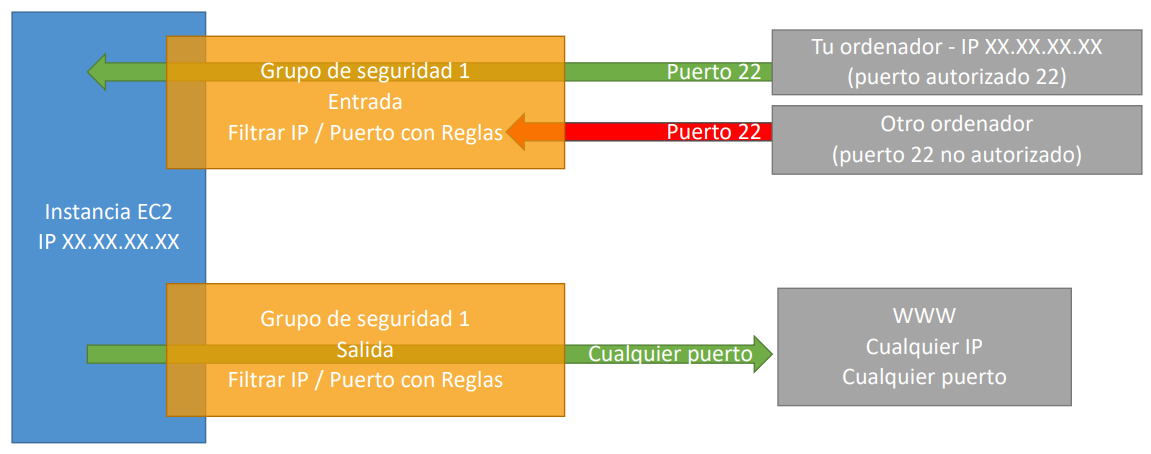 Instancia EC2
IP XX.XX.XX.XX
Grupo de seguridad 1
Entrada
Filtrar IP / Puerto con Reglas
Puerto 22
Tu ordenador - IP XX.XX.XX.XX
(puerto autorizado 22)
Puerto 22
Otro ordenador
(puerto 22 no autorizado)
Grupo de seguridad 1
Salida
Filtrar IP / Puerto con Reglas
Cualquier puerto
WWW
Cualquier IP
Cualquier puerto